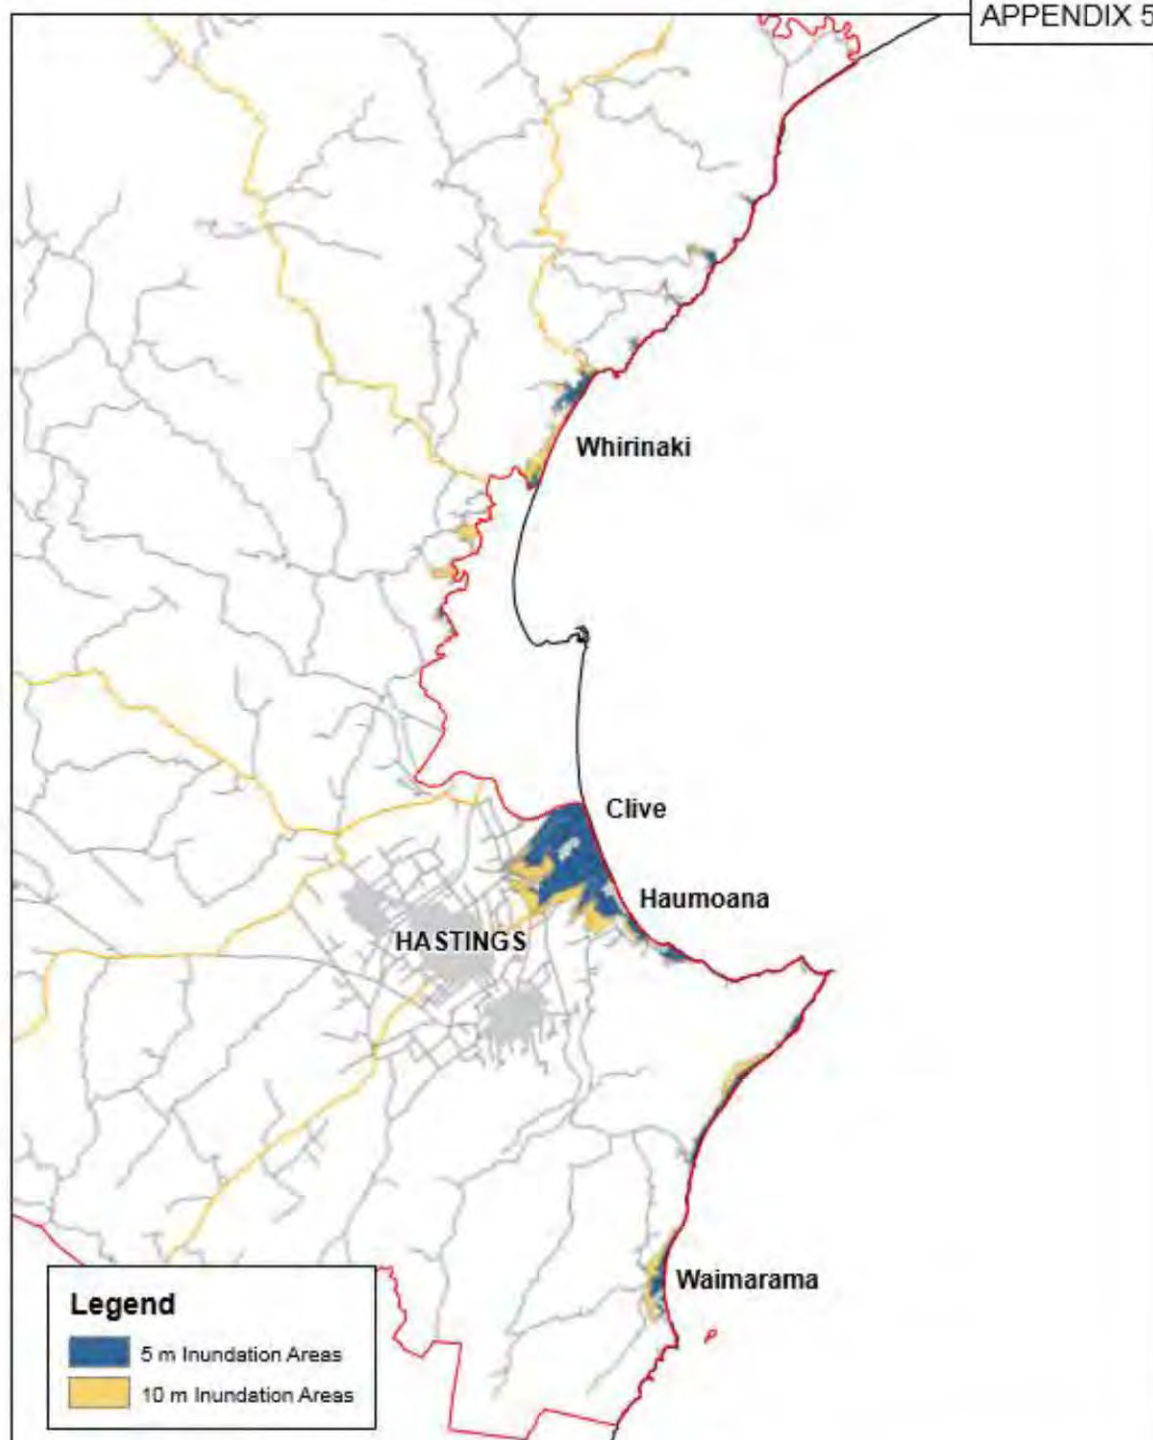 APPENDIX 5
Whirinaki
Clive
Haumoana
HASTINGS
Waimarama
Legend
5 m Inundation Areas
10 m Inundation Areas